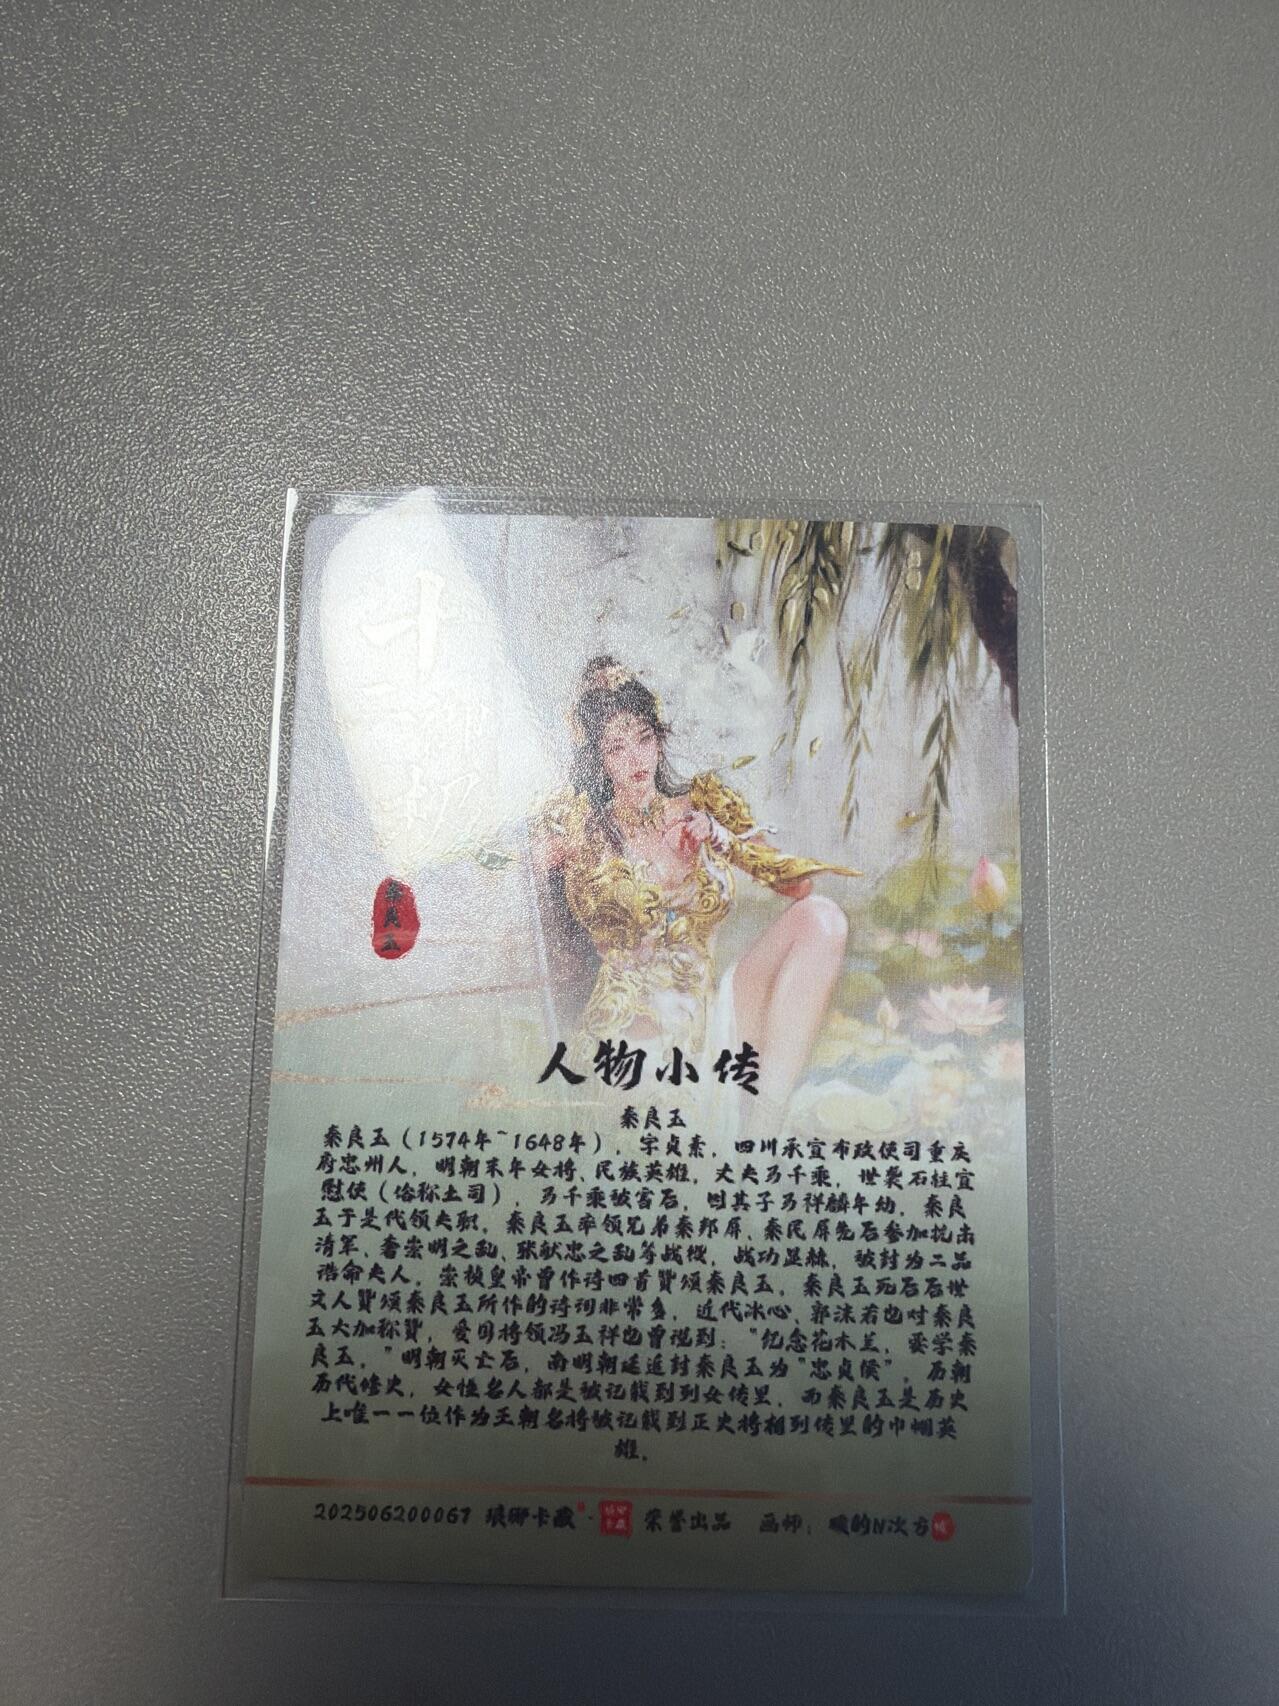 十
二
秦良玉
人物小传
秦良玉
秦良玉（1574年~1648年），字贞素，四川承宣布政使司重庆
府忠州人，明朝末年女将、民族英雄，丈夫马千乘，世袭石柱宣
慰使（俗称土司），马千乘被害后，因其子马祥麟年幼，秦良
玉于是代领夫职。秦良玉率领兄弟秦邦屏、秦民屏先后参加抗击
清军、奢崇明之乱、张献忠之乱等战役，战功显赫，被封为二品
诰命夫人。崇祯皇帝曾作诗四首赞颂秦良玉。秦良玉死后后世
文人赞颂秦良玉所作的诗词非常多，近代冰心、郭沫若也对秦良
玉大加称赞，爱国将领冯玉祥也曾说到："纪念花木兰，要学秦
良玉。"明朝灭亡后，南明朝廷追封秦良玉为"忠贞侯"。历朝
历代修史，女性名人都是被记载到列女传里，而秦良玉是历史
上唯一一位作为王朝名将被记载到正史将相列传里的巾帼英
雄。
202506200067 琅琊卡藏 · 荣誉出品 画师：暖的N次方